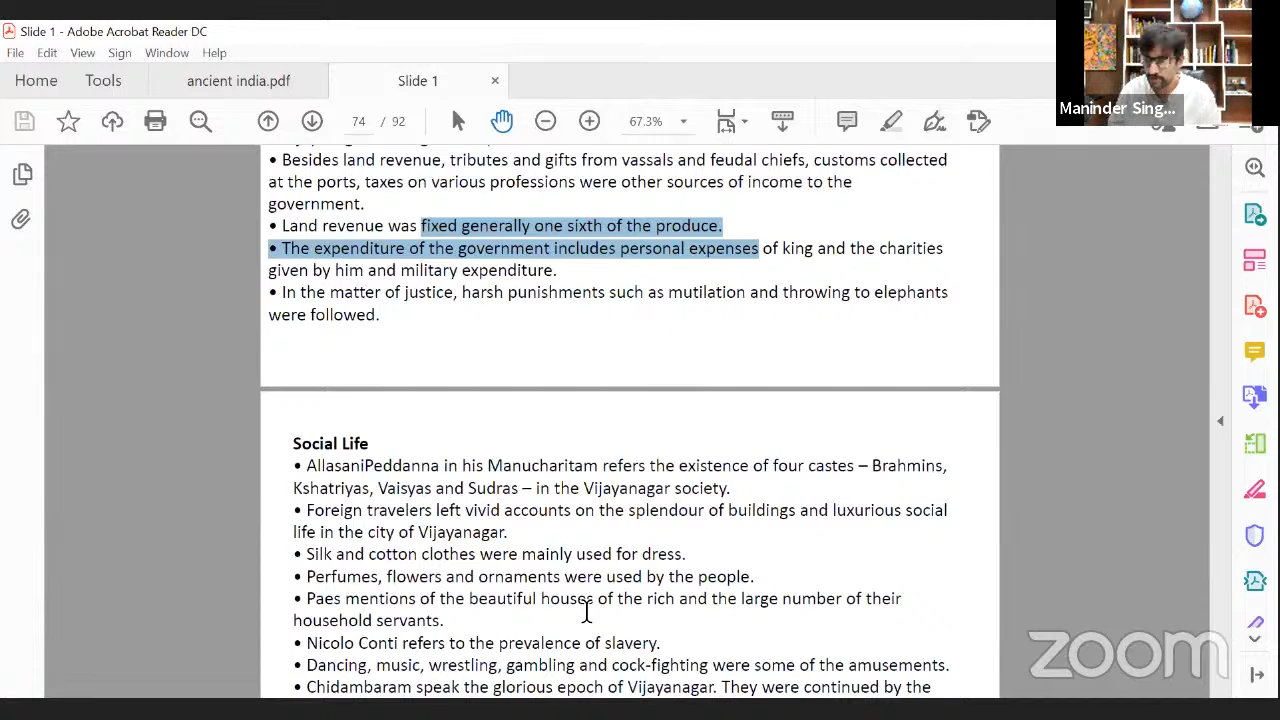 Slide 1 - Adobe Acrobat Reader DC
File Edit View Sign Window Help
Home Tools ancient india.pdf Slide 1
74 / 92 67.3%
Maninder Sing...
• Besides land revenue, tributes and gifts from vassals and feudal chiefs, customs collected
at the ports, taxes on various professions were other sources of income to the
government.
• Land revenue was fixed generally one sixth of the produce.
• The expenditure of the government includes personal expenses of king and the charities
given by him and military expenditure.
• In the matter of justice, harsh punishments such as mutilation and throwing to elephants
were followed.
Social Life
• AllasaniPeddanna in his Manucharitam refers the existence of four castes – Brahmins,
Kshatriyas, Vaisyas and Sudras – in the Vijayanagar society.
• Foreign travelers left vivid accounts on the splendour of buildings and luxurious social
life in the city of Vijayanagar.
• Silk and cotton clothes were mainly used for dress.
• Perfumes, flowers and ornaments were used by the people.
• Paes mentions of the beautiful houses of the rich and the large number of their
household servants.
• Nicolo Conti refers to the prevalence of slavery.
• Dancing, music, wrestling, gambling and cock-fighting were some of the amusements.
• Chidambaram speak the glorious epoch of Vijayanagar. They were continued by the
zoom